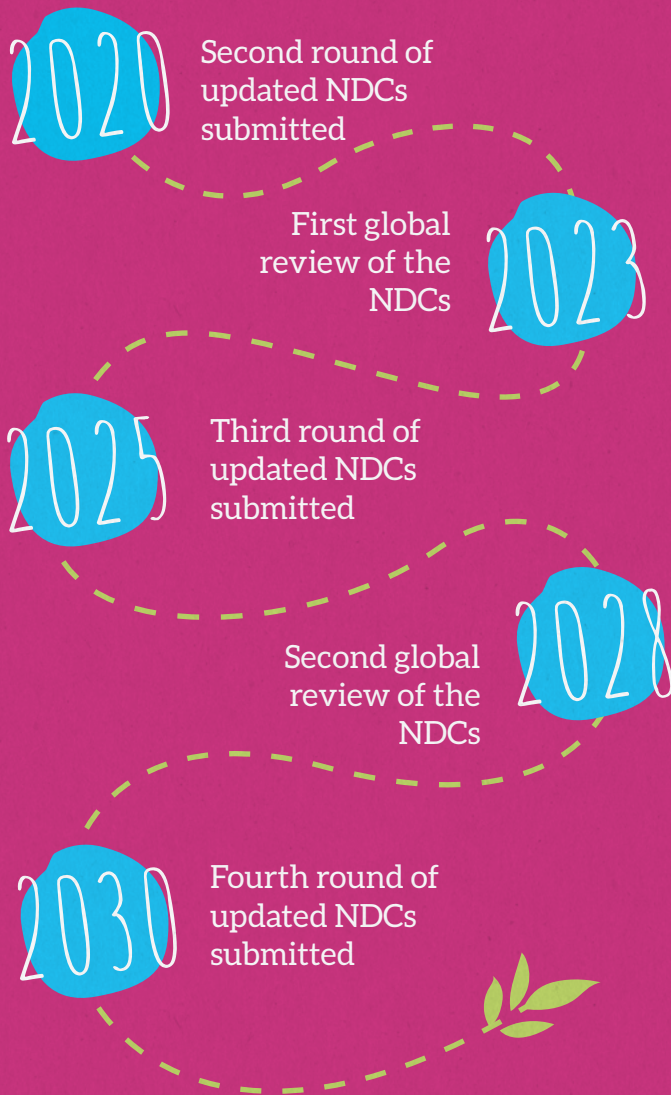 2020
Second round of
updated NDCs
submitted
First global
review of the
NDCs
2023
2025
Third round of
updated NDCs
submitted
Second global
review of the
NDCs
2028
2030
Fourth round of
updated NDCs
submitted